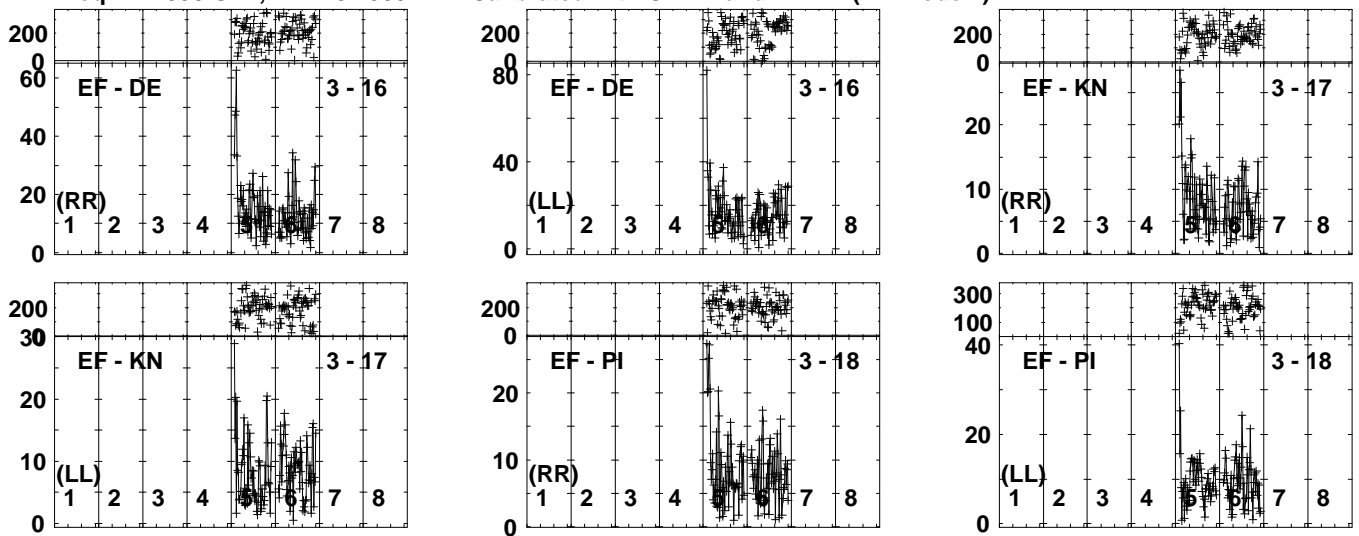 200 200 200
0 0 0
60 EF - DE 3 - 16 80 EF - DE 3 - 16 EF - KN 3 - 17
40 40 20
20 (RR) (LL) 10 (RR)
1 2 3 4 5 6 7 8 1 2 3 4 5 6 7 8 1 2 3 4 5 6 7 8
0 0 0
200 200 300
0 0 100
30 EF - KN 3 - 17 EF - PI 3 - 18 40 EF - PI 3 - 18
20 20 20
10 (LL) 10 (RR) (LL)
1 2 3 4 5 6 7 8 1 2 3 4 5 6 7 8 1 2 3 4 5 6 7 8
0 0 0